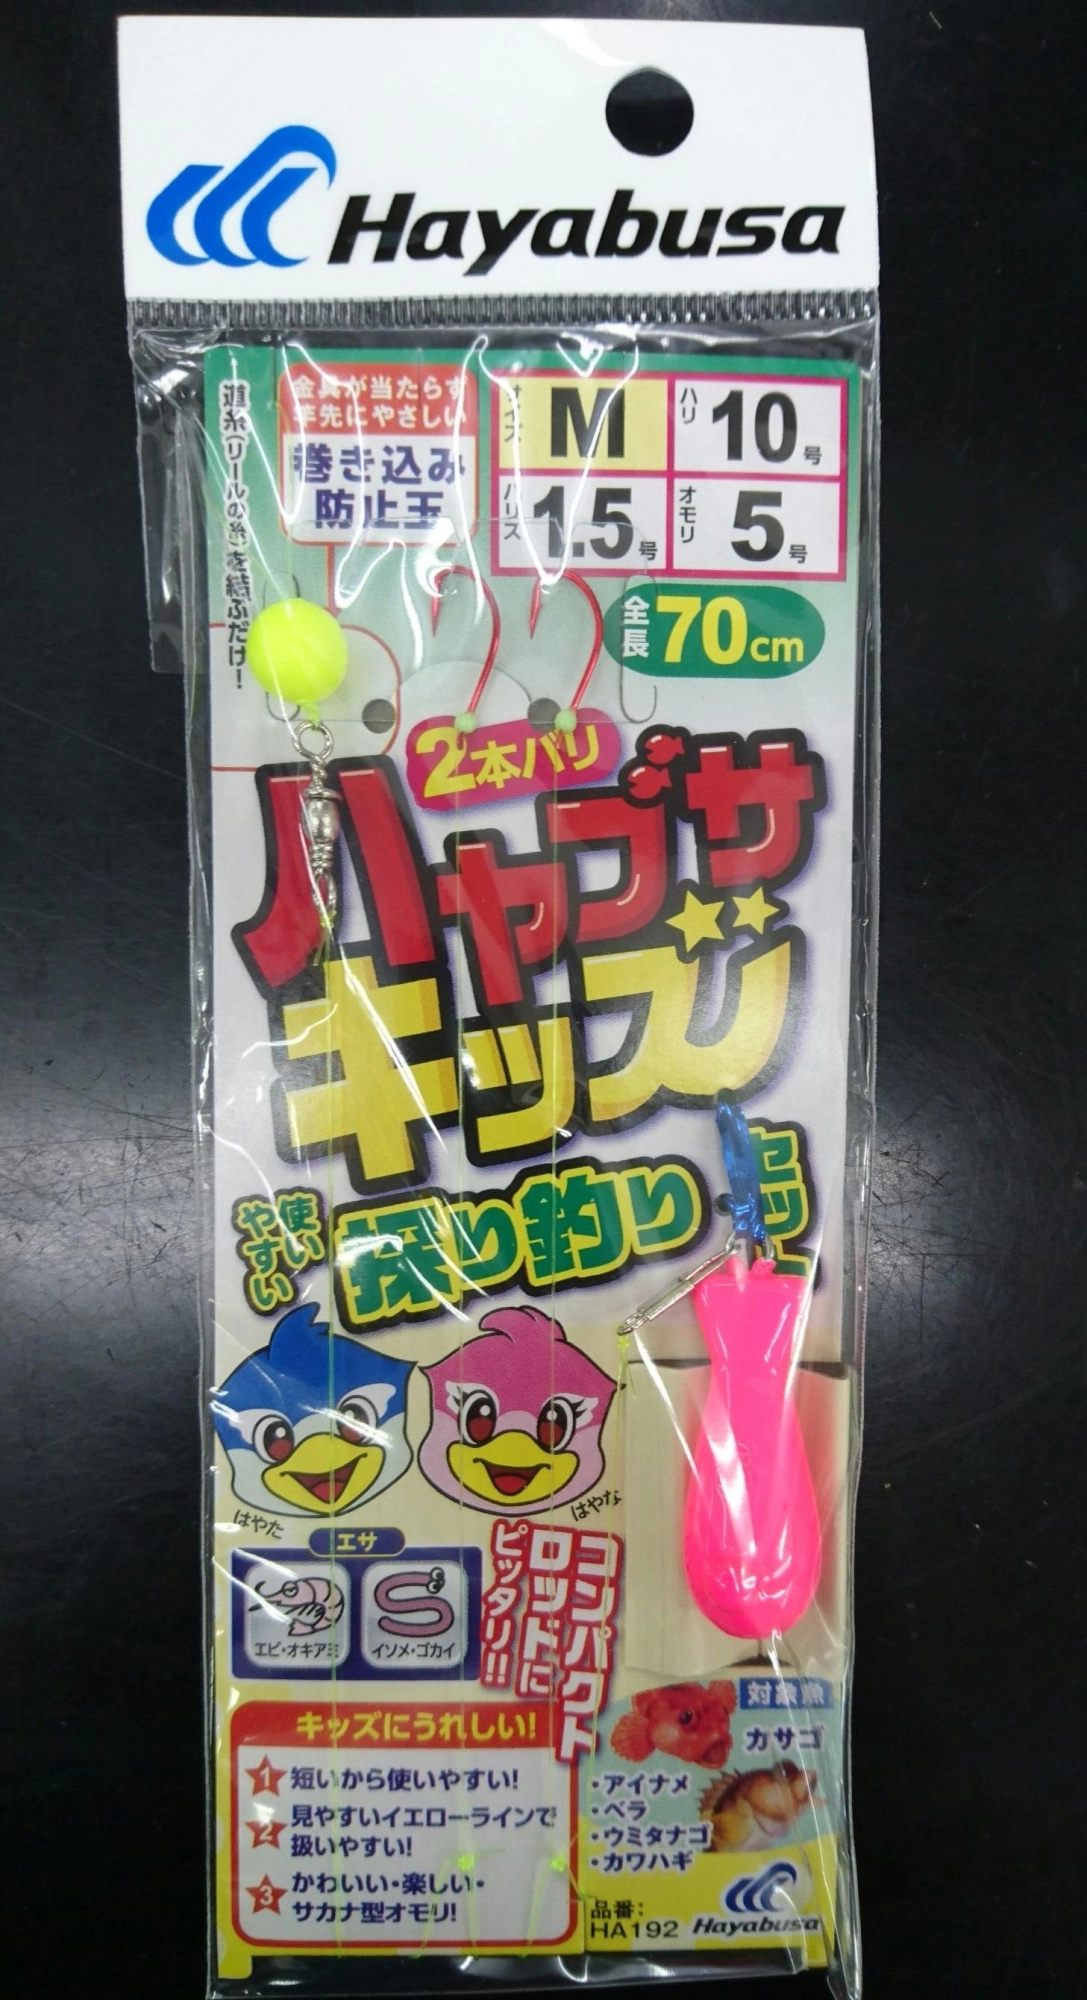 Hayabusa
道糸(リールの糸)を結ぶだけ!
金具が当たらず
竿先にやさしい
巻き込み
防止玉
サイズ M
ハリ 10号
ハリス 1.5号
オモリ 5号
全長70cm
2本バリ
ハヤブサ
キッズ
使い
やすい
探り釣り
セット
はやた
はやな
エサ
エビ・オキアミ
イソメ・ゴカイ
コンパクト
ロッドに
ピッタリ!!
キッズにうれしい!
1 短いから使いやすい!
2 見やすいイエローラインで
扱いやすい!
3 かわいい・楽しい・
サカナ型オモリ!
対象魚
カサゴ
・アイナメ
・ベラ
・ウミタナゴ
・カワハギ
品番:
HA192
Hayabusa